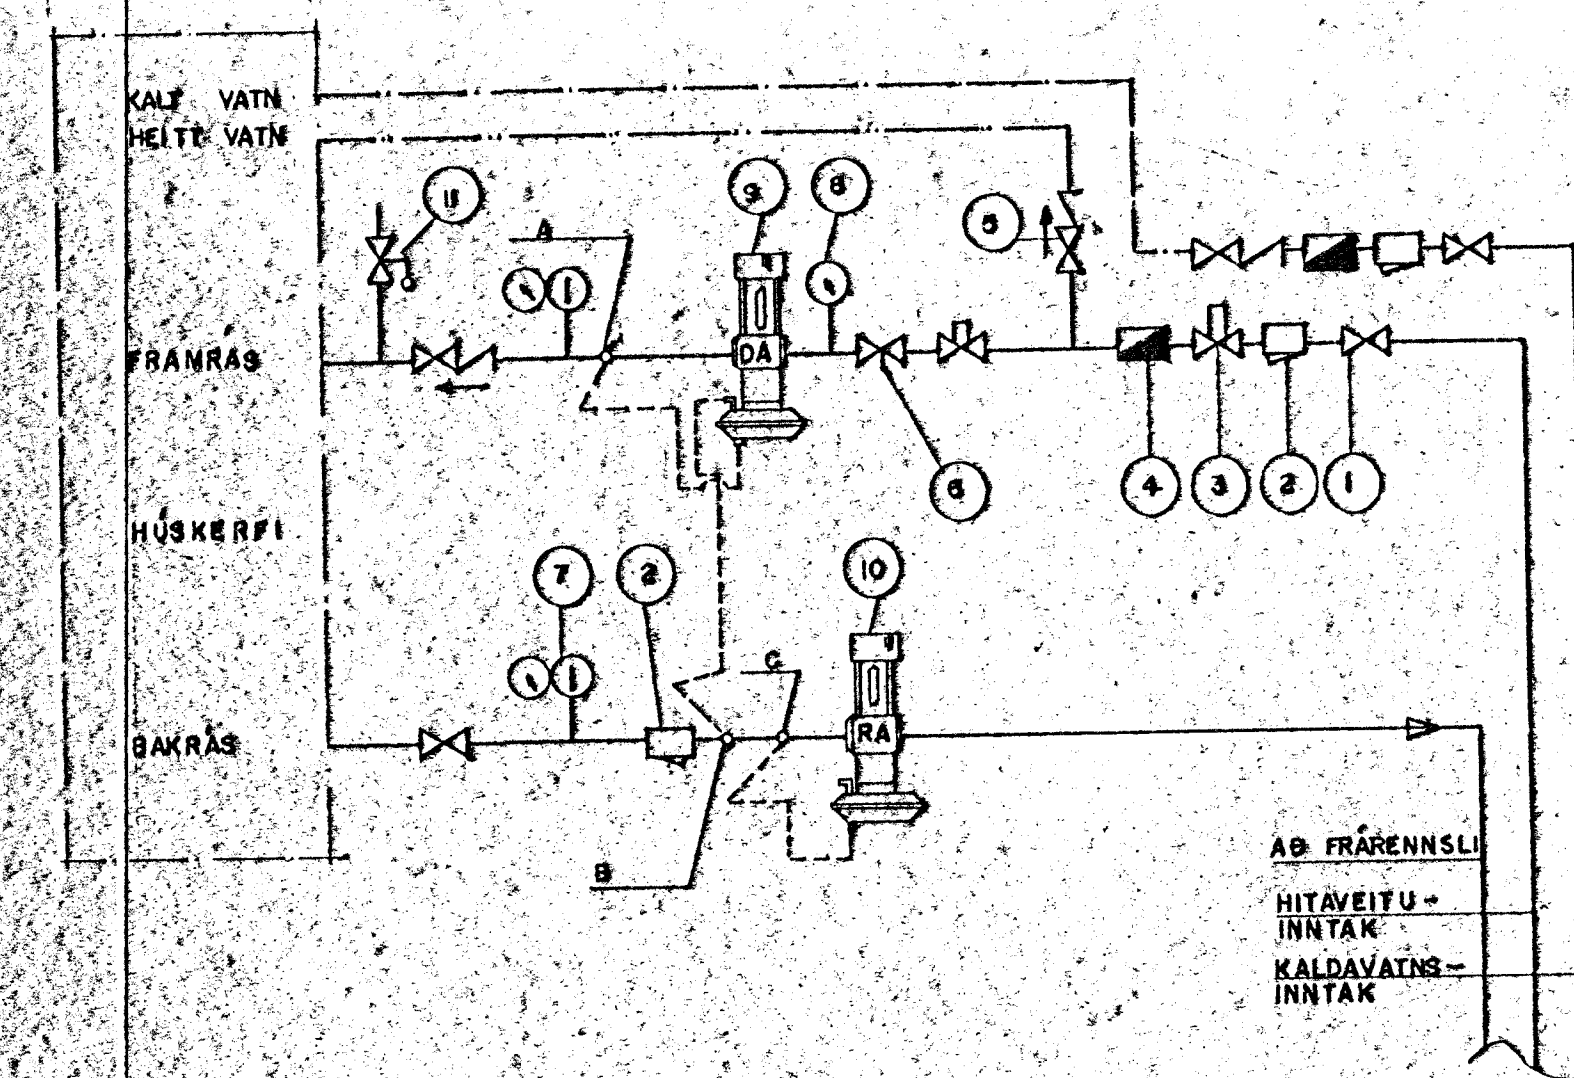 KALT VATN
HEITT VATN
11
A
9
8
5
FRAMRÁS
DA
6
4
3
2
1
HÚSKERFI
7
2
10
C
BAKRÁS
RA
B
AÐ FRÁRENNSLI
HITAVEITU-
INNTAK
KALDAVATNS-
INNTAK